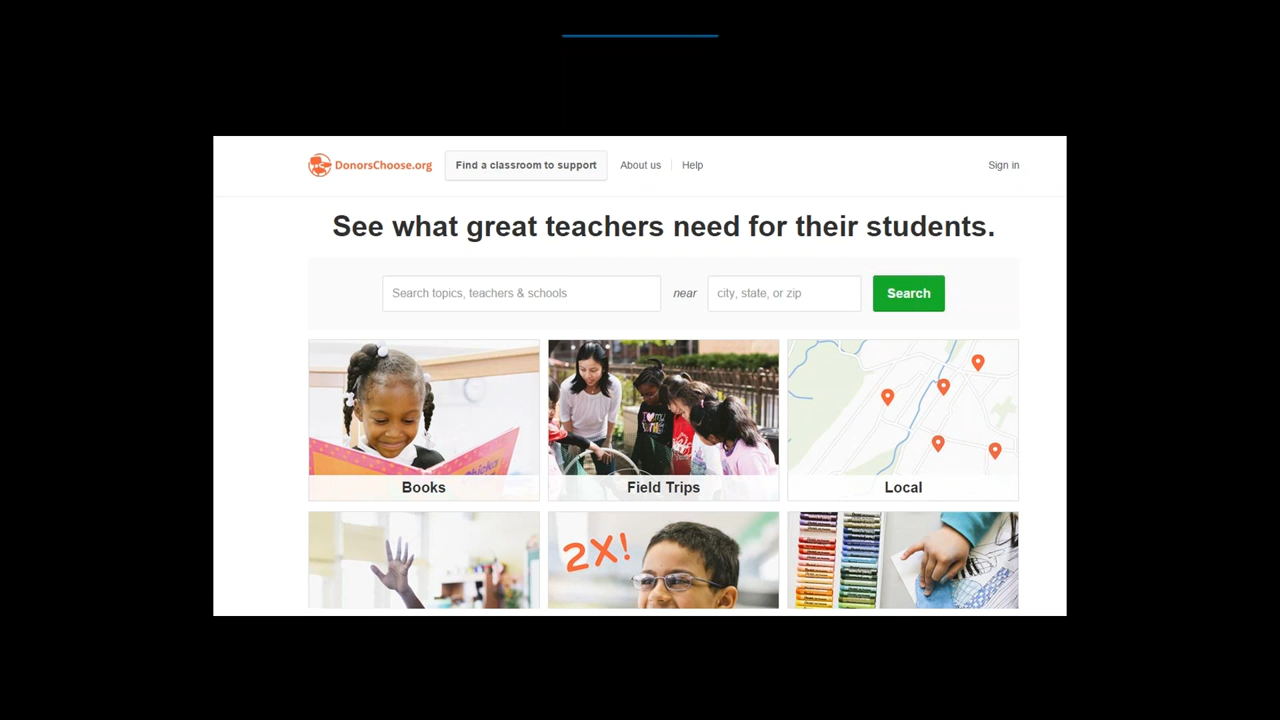 DonorsChoose.org
Find a classroom to support
About us
Help
Sign in
See what great teachers need for their students.
Search topics, teachers & schools
near
city, state, or zip
Search
Books
Field Trips
Local
2X!